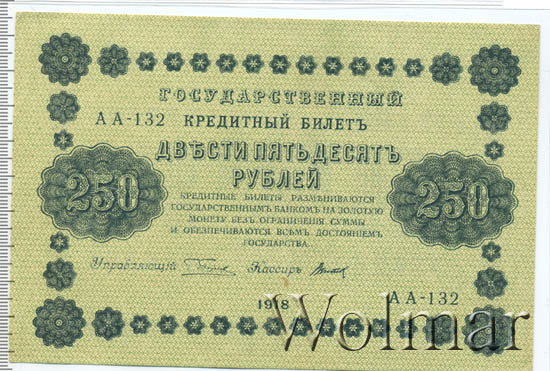 ГОСУДАРСТВЕННЫЙ
АА-132 КРЕДИТНЫЙ БИЛЕТЪ
ДВѢСТИ ПЯТЬДЕСЯТЪ
РУБЛЕЙ
250 250
КРЕДИТНЫЕ БИЛЕТЫ РАЗМѢНИВАЮТСЯ
ГОСУДАРСТВЕННЫМЪ БАНКОМЪ НА ЗОЛОТУЮ
МОНЕТУ БЕЗЪ ОГРАНИЧЕНІЯ СУММЫ
И ОБЕЗПЕЧИВАЮТСЯ ВСѢМЪ ДОСТОЯНІЕМЪ
ГОСУДАРСТВА.
Управляющій Кассиръ
1918 АА-132
Wolmar